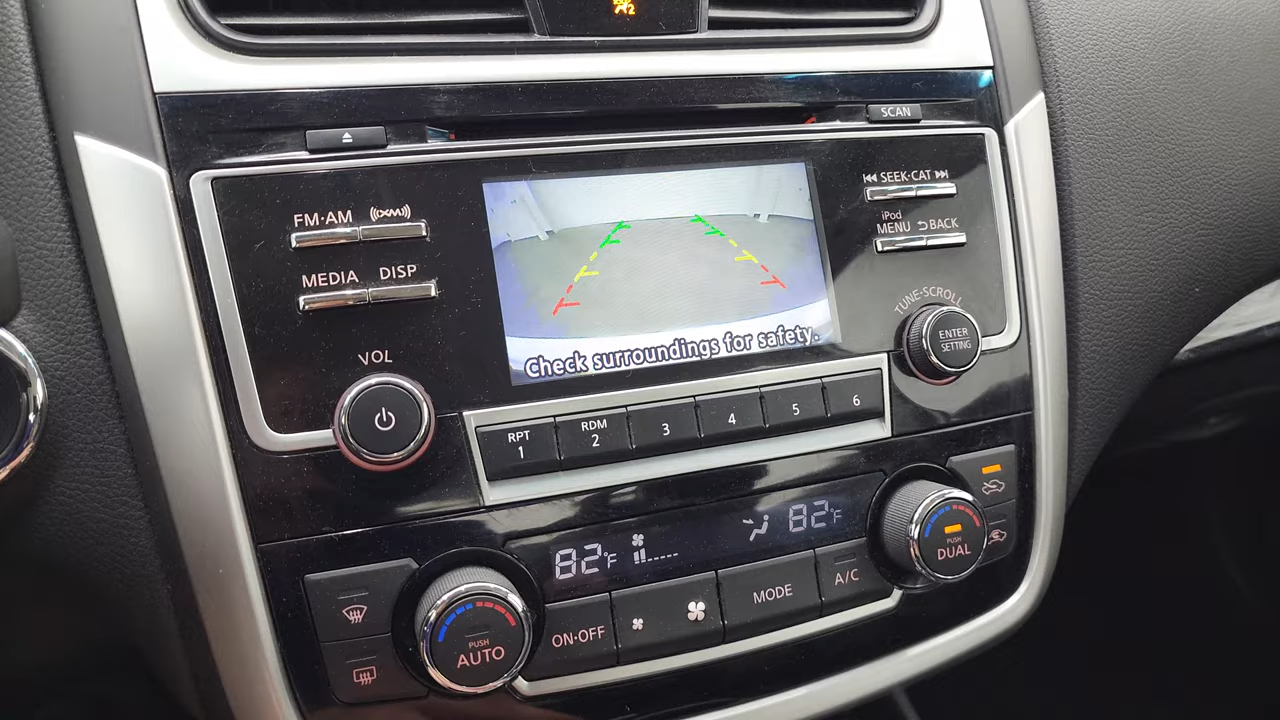 2
SCAN
FM·AM
XM
SEEK·CAT
iPod
MENU
BACK
MEDIA
DISP
TUNE·SCROLL
ENTER
SETTING
VOL
Check surroundings for safety.
RPT
1
RDM
2
3
4
5
6
82°F
82°F
PUSH
AUTO
ON·OFF
MODE
A/C
PUSH
DUAL